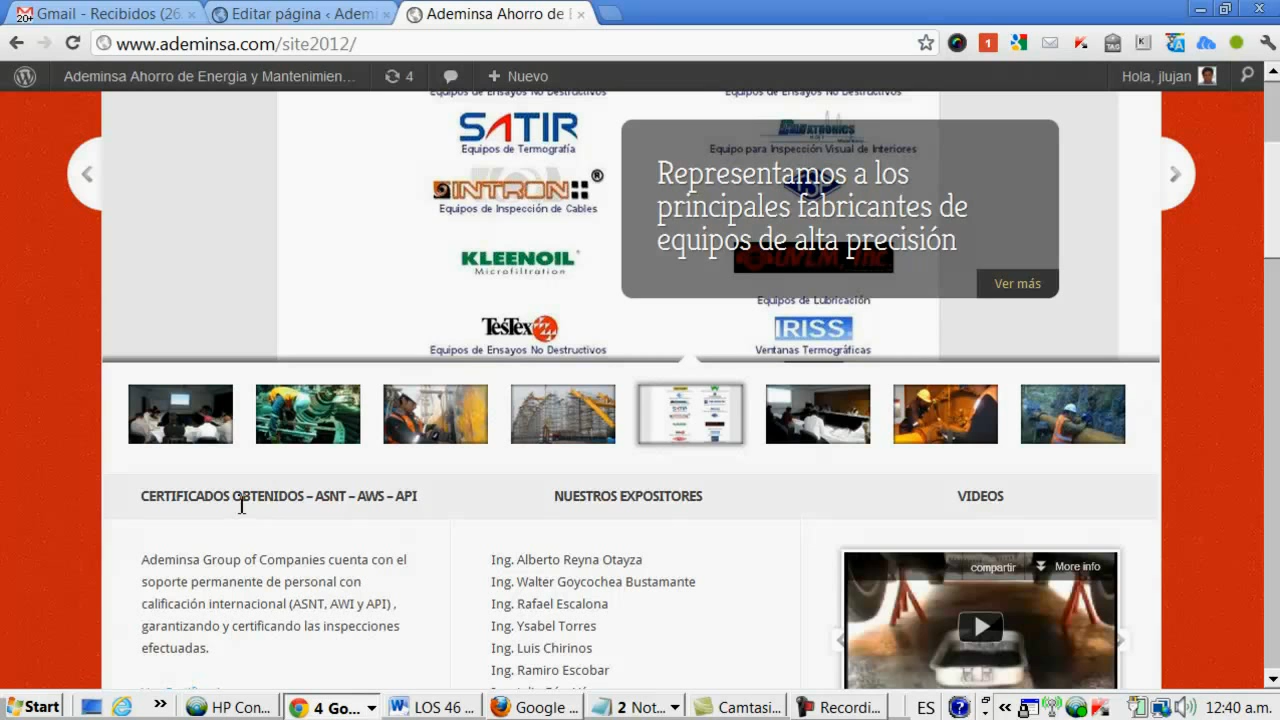 Gmail - Recibidos (26
Editar página ‹ Ademi
Ademinsa Ahorro de E
www.ademinsa.com/site2012/
Ademinsa Ahorro de Energia y Mantenimien...
4
Nuevo
Hola, jlujan
Equipos de Ensayos No Destructivos
Equipos de Ensayos No Destructivos
SATIR
Equipos de Termografía
Equipo para Inspección Visual de Interiores
INTRON
Equipos de Inspección de Cables
KLEENOIL
Microfiltration
Representamos a los
principales fabricantes de
equipos de alta precisión
Ver más
Equipos de Lubricación
TesTex
Equipos de Ensayos No Destructivos
IRISS
Ventanas Termográficas
CERTIFICADOS OBTENIDOS – ASNT – AWS – API
NUESTROS EXPOSITORES
VIDEOS
Ademinsa Group of Companies cuenta con el
soporte permanente de personal con
calificación internacional (ASNT, AWI y API) ,
garantizando y certificando las inspecciones
efectuadas.
Ing. Alberto Reyna Otayza
Ing. Walter Goycochea Bustamante
Ing. Rafael Escalona
Ing. Ysabel Torres
Ing. Luis Chirinos
Ing. Ramiro Escobar
compartir
More info
Start
HP Con...
4 Go...
LOS 46 ...
Google ...
2 Not...
Camtasi...
Recordi...
ES
12:40 a.m.